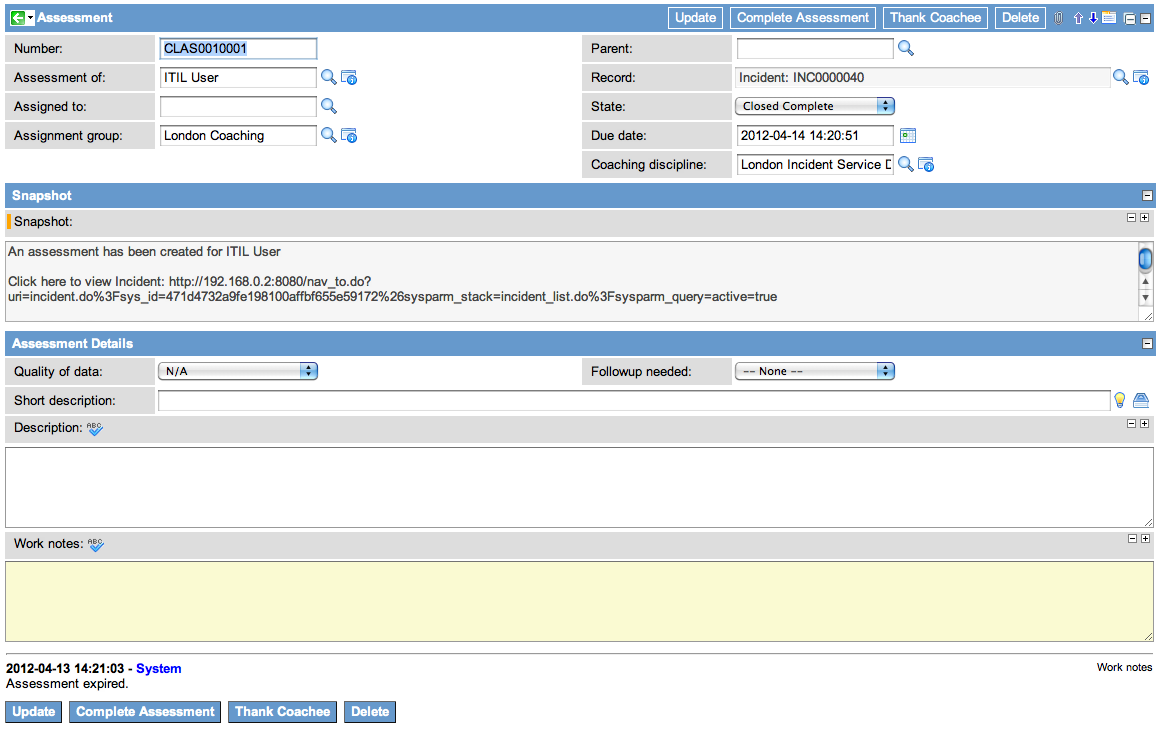 Assessment Update Complete Assessment Thank Coachee Delete
Number: CLAS0010001 Parent:
Assessment of: ITIL User Record: Incident: INC0000040
Assigned to: State: Closed Complete
Assignment group: London Coaching Due date: 2012-04-14 14:20:51
Coaching discipline: London Incident Service D
Snapshot
Snapshot:
An assessment has been created for ITIL User
Click here to view Incident: http://192.168.0.2:8080/nav_to.do?
uri=incident.do%3Fsys_id=471d4732a9fe198100affbf655e59172%26sysparm_stack=incident_list.do%3Fsysparm_query=active=true
Assessment Details
Quality of data: N/A Followup needed: -- None --
Short description:
Description: ABC
Work notes: ABC
2012-04-13 14:21:03 - System Work notes
Assessment expired.
Update Complete Assessment Thank Coachee Delete